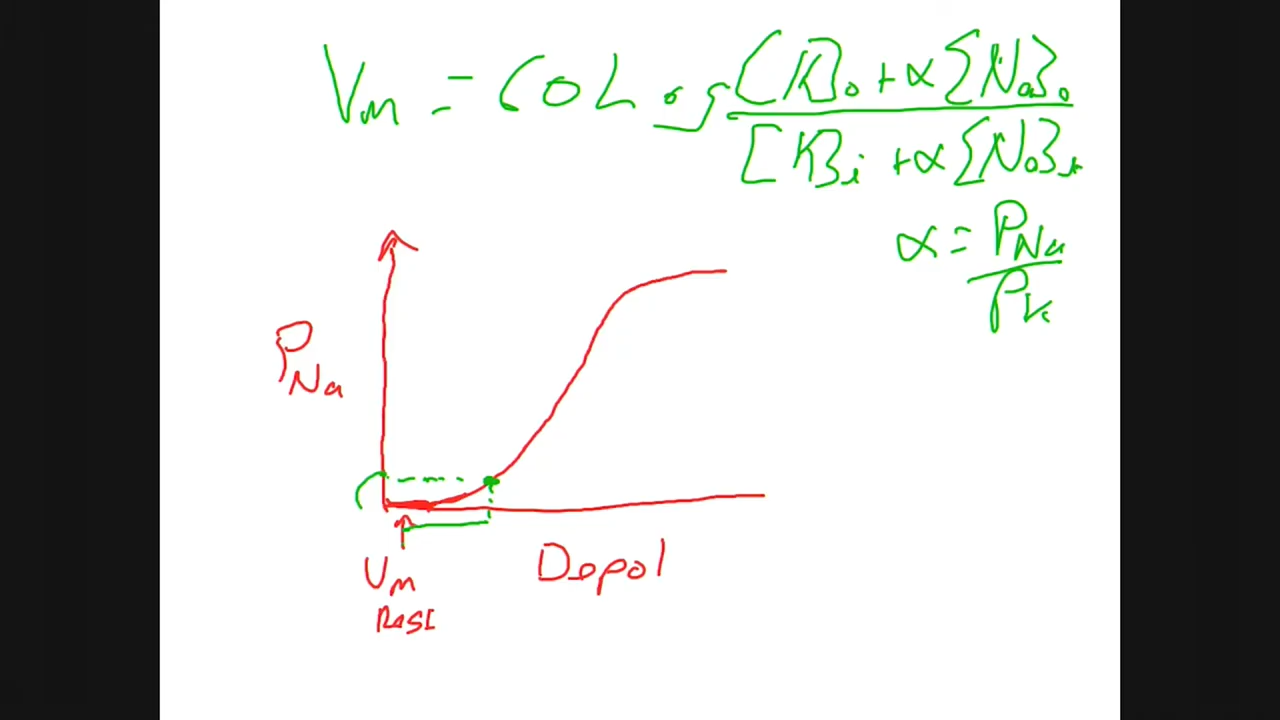 Vm = 60 Log [K]o + α[Na]o
[K]i + α[Na]i
α = PNa
PK
PNa
Depol
Vm
Rest